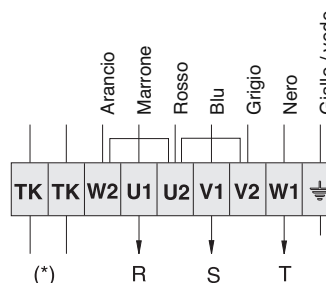 Arancio
Marrone
Rosso
Blu
Grigio
Nero
TK TK W2 U1 U2 V1 V2 W1
(*) R S T